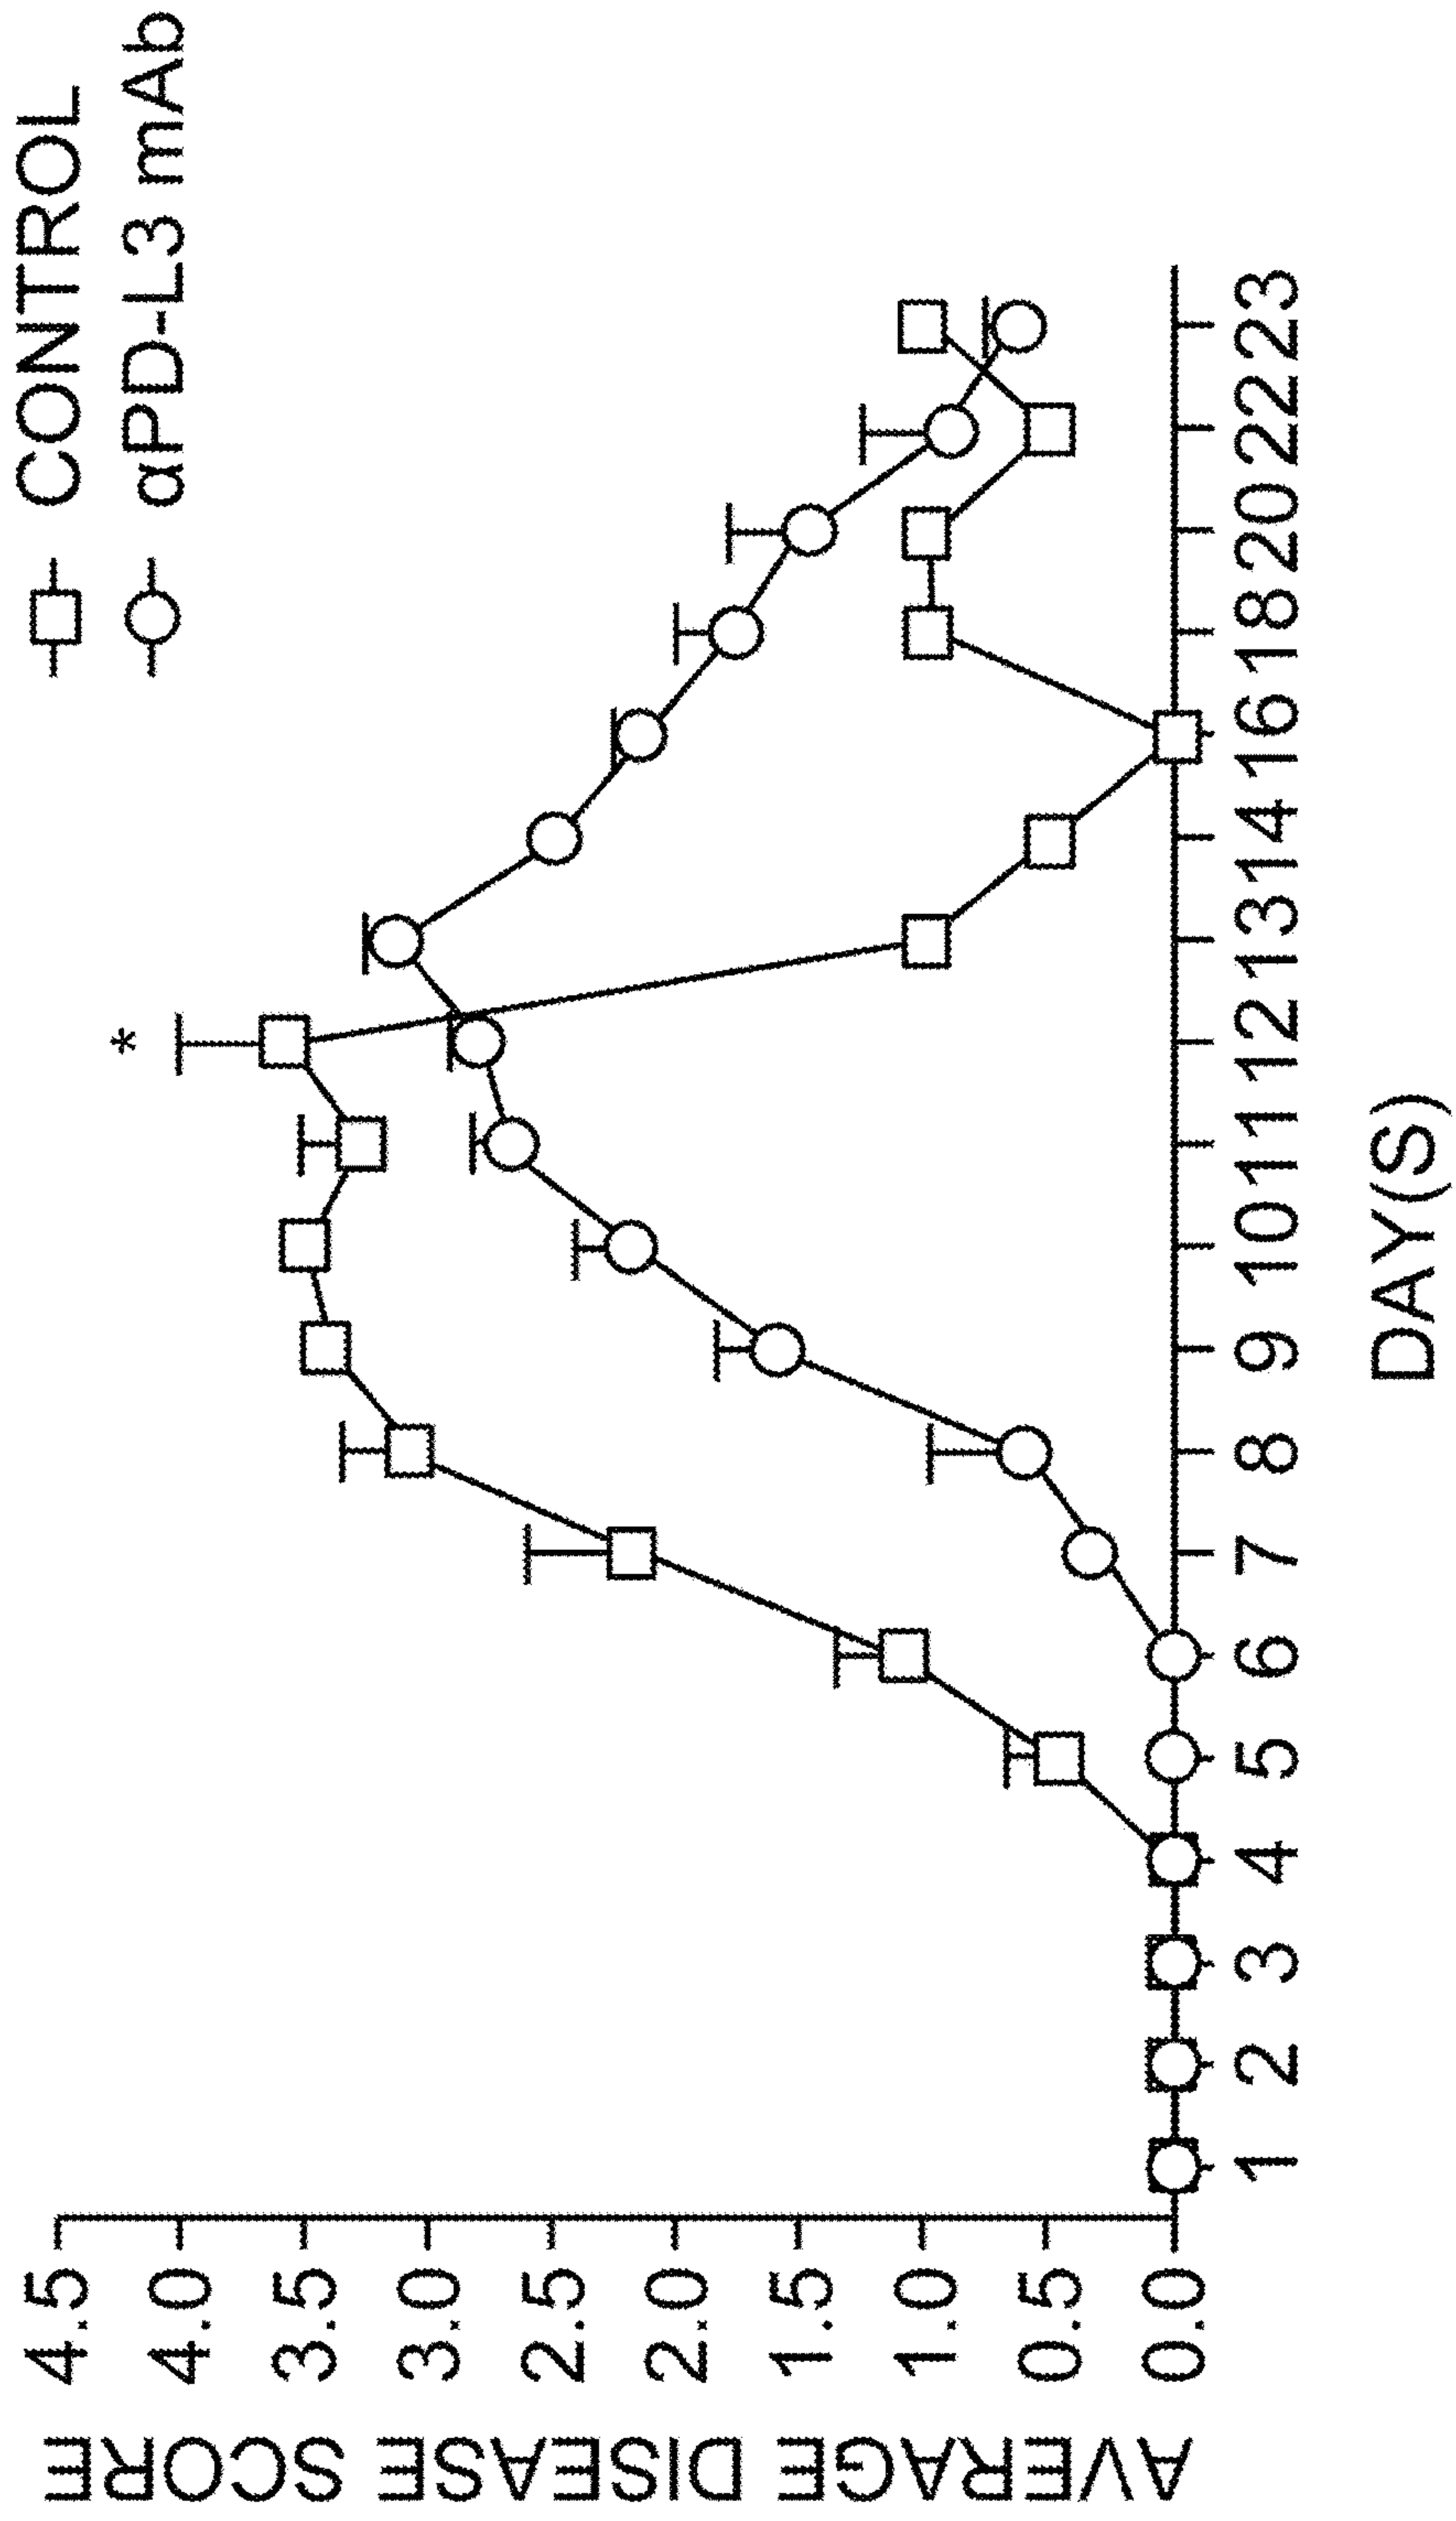 CONTROL
αPD-L3 mAb
*
AVERAGE DISEASE SCORE
4.5
4.0
3.5
3.0
2.5
2.0
1.5
1.0
0.5
0.0
1 2 3 4 5 6 7 8 9 10 11 12 13 14 16 18 20 22 23
DAY(S)